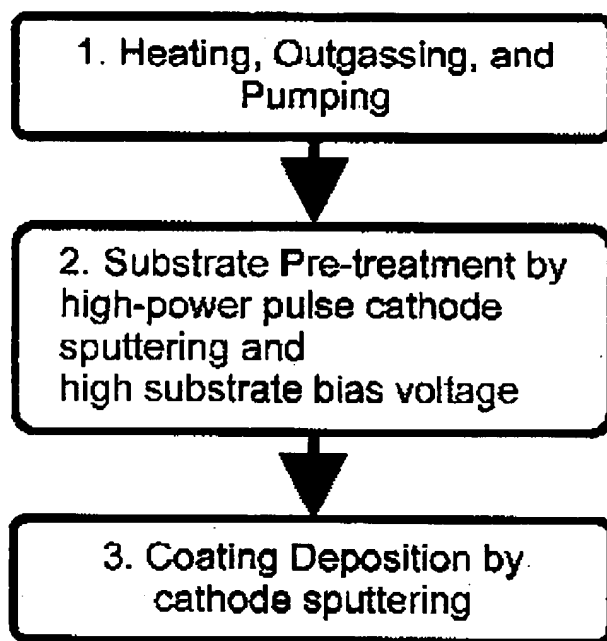 1. Heating, Outgassing, and
Pumping
2. Substrate Pre-treatment by
high-power pulse cathode
sputtering and
high substrate bias voltage
3. Coating Deposition by
cathode sputtering